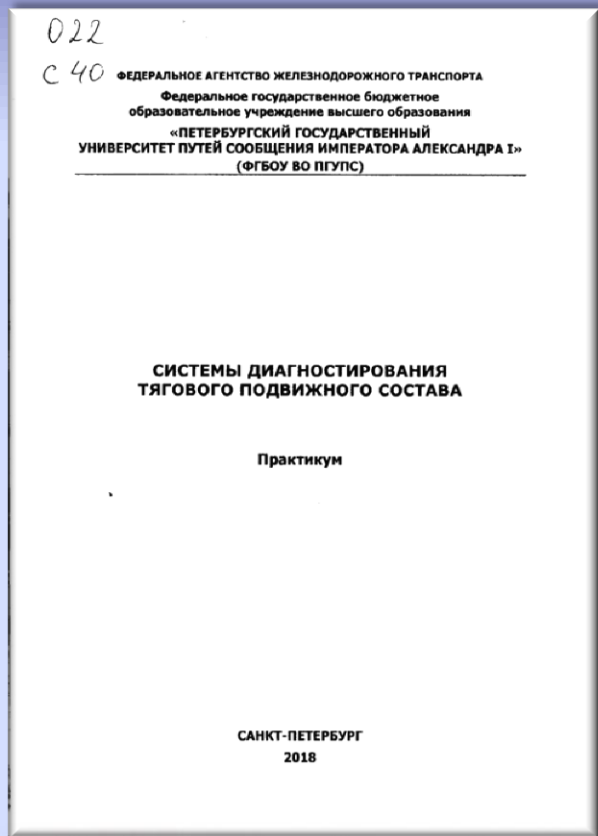 022
С 40
ФЕДЕРАЛЬНОЕ АГЕНТСТВО ЖЕЛЕЗНОДОРОЖНОГО ТРАНСПОРТА
Федеральное государственное бюджетное
образовательное учреждение высшего образования
«ПЕТЕРБУРГСКИЙ ГОСУДАРСТВЕННЫЙ
УНИВЕРСИТЕТ ПУТЕЙ СООБЩЕНИЯ ИМПЕРАТОРА АЛЕКСАНДРА I»
(ФГБОУ ВО ПГУПС)
СИСТЕМЫ ДИАГНОСТИРОВАНИЯ
ТЯГОВОГО ПОДВИЖНОГО СОСТАВА
Практикум
САНКТ-ПЕТЕРБУРГ
2018